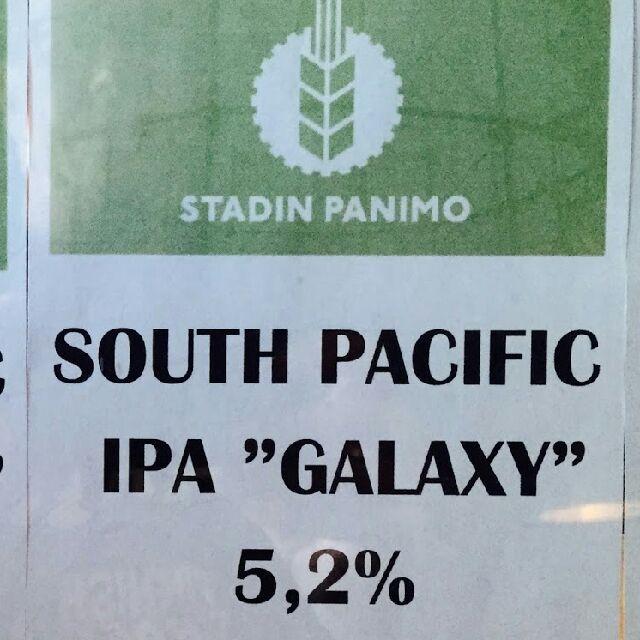 STADIN PANIMO
SOUTH PACIFIC
IPA ”GALAXY”
5,2%